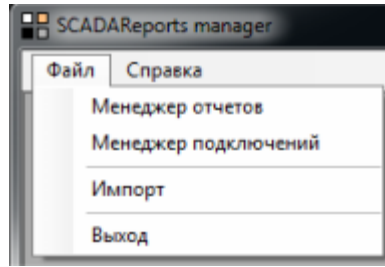 SCADAReports manager
Файл Справка
Менеджер отчетов
Менеджер подключений
Импорт
Выход